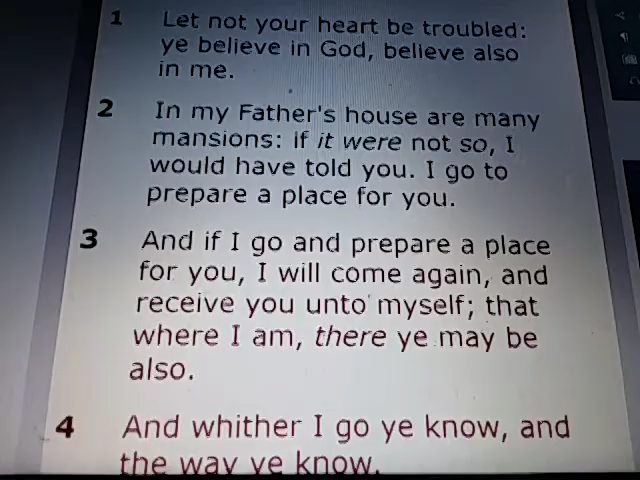 1 Let not your heart be troubled:
ye believe in God, believe also
in me.
2 In my Father's house are many
mansions: if it were not so, I
would have told you. I go to
prepare a place for you.
3 And if I go and prepare a place
for you, I will come again, and
receive you unto myself; that
where I am, there ye may be
also.
4 And whither I go ye know, and
the way ye know.